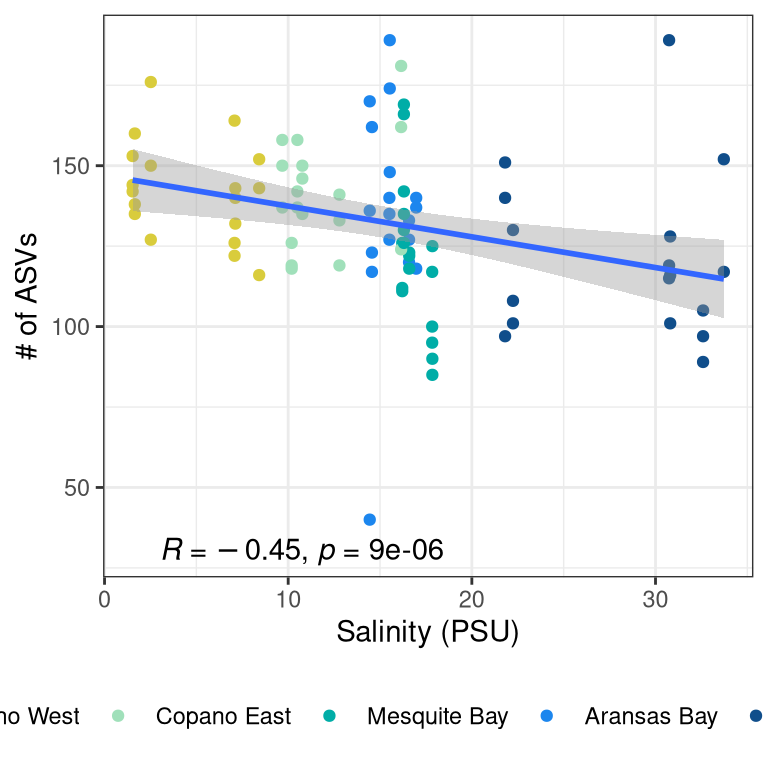 150
100
50
# of ASVs
R = − 0.45, p = 9e-06
0 10 20 30
Salinity (PSU)
no West Copano East Mesquite Bay Aransas Bay